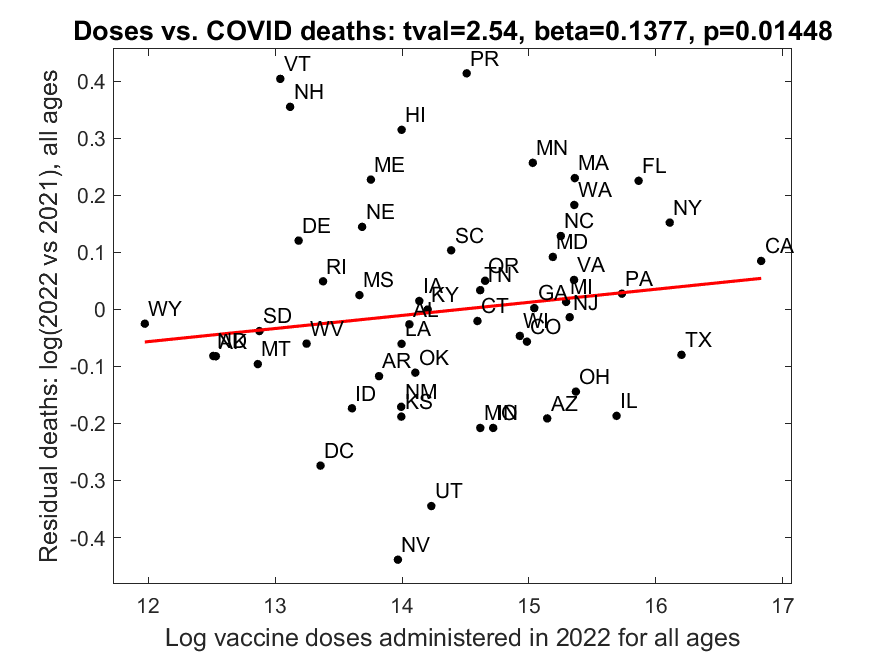 Doses vs. COVID deaths: tval=2.54, beta=0.1377, p=0.01448
Residual deaths: log(2022 vs 2021), all ages
0.4
0.3
0.2
0.1
0
-0.1
-0.2
-0.3
-0.4
VT
PR
NH
HI
MN
ME
MA
FL
WA
NE
NY
NC
DE
SC
MD
CA
RI
OR
TN
VA
MS
IA
KY
GA
MI
PA
WY
SD
AL
CT
NJ
WV
LA
WI
CO
MT
AR
OK
TX
ID
NM
KS
OH
AZ
IL
DC
UT
NV
12
13
14
15
16
17
Log vaccine doses administered in 2022 for all ages